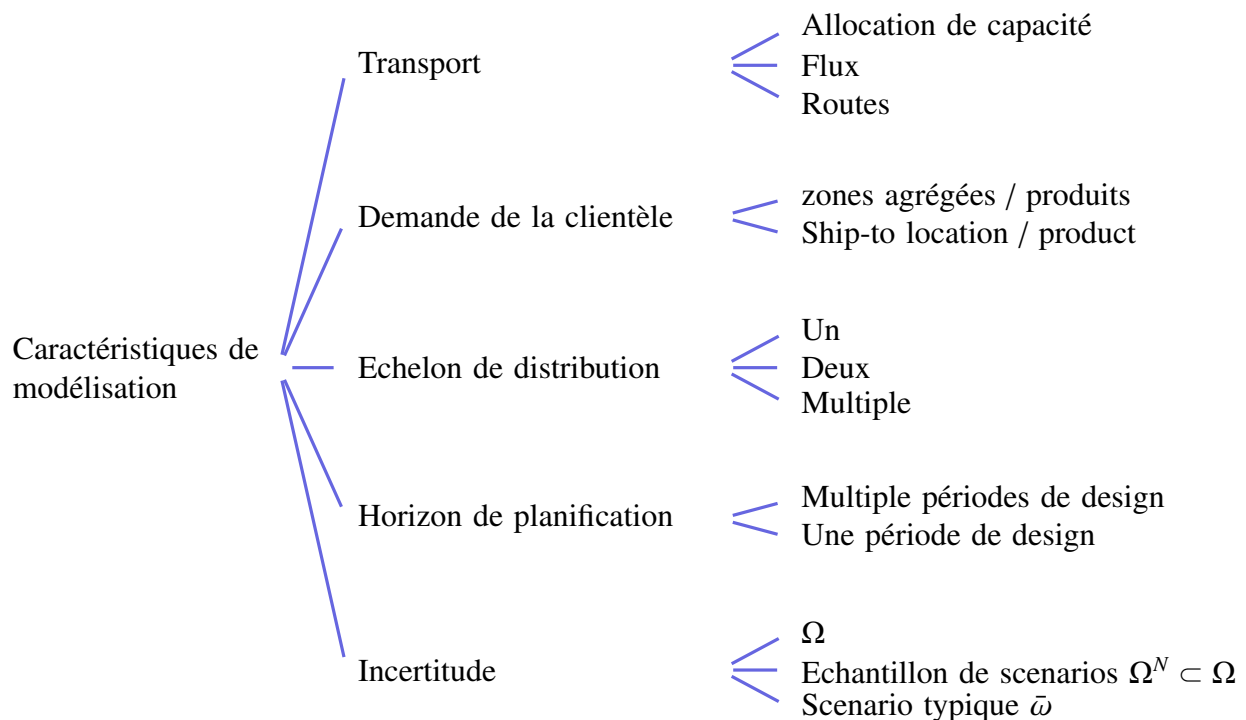 Caractéristiques de
modélisation
Transport
Allocation de capacité
Flux
Routes
Demande de la clientèle
zones agrégées / produits
Ship-to location / product
Echelon de distribution
Un
Deux
Multiple
Horizon de planification
Multiple périodes de design
Une période de design
Incertitude
Ω
Echantillon de scenarios Ω^N ⊂ Ω
Scenario typique ω̄